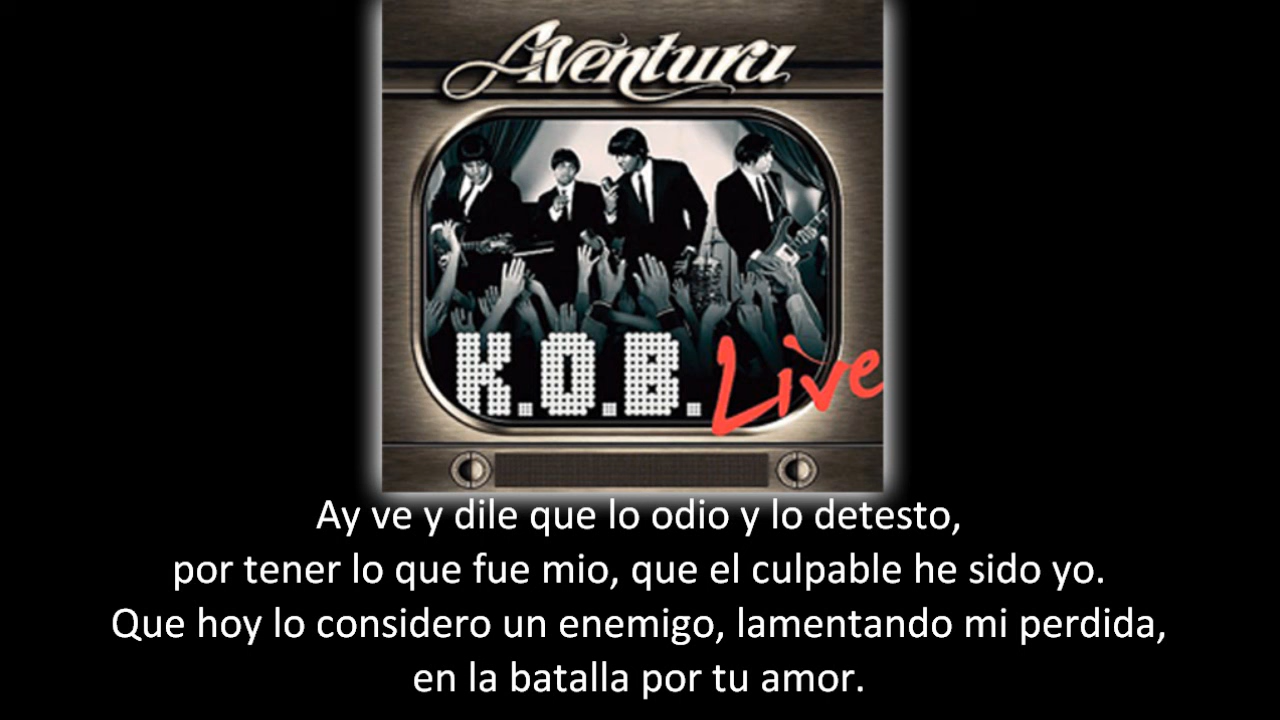 Aventura
K.O.B. Live
Ay ve y dile que lo odio y lo detesto,
por tener lo que fue mio, que el culpable he sido yo.
Que hoy lo considero un enemigo, lamentando mi perdida,
en la batalla por tu amor.